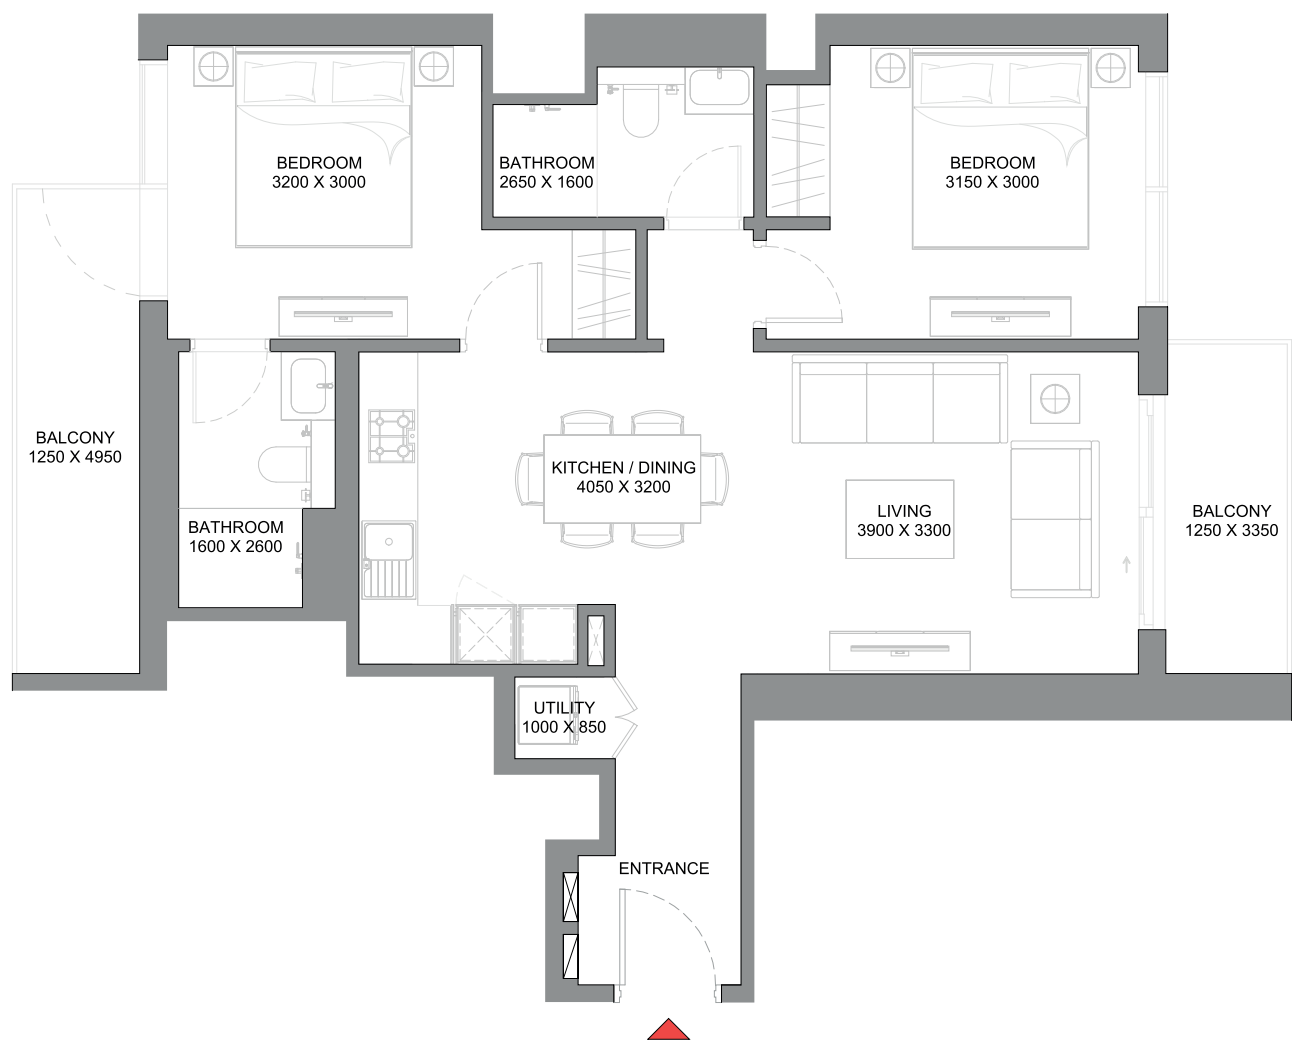 BEDROOM
3200 X 3000
BATHROOM
2650 X 1600
BEDROOM
3150 X 3000
BALCONY
1250 X 4950
KITCHEN / DINING
4050 X 3200
LIVING
3900 X 3300
BALCONY
1250 X 3350
BATHROOM
1600 X 2600
UTILITY
1000 X 850
ENTRANCE